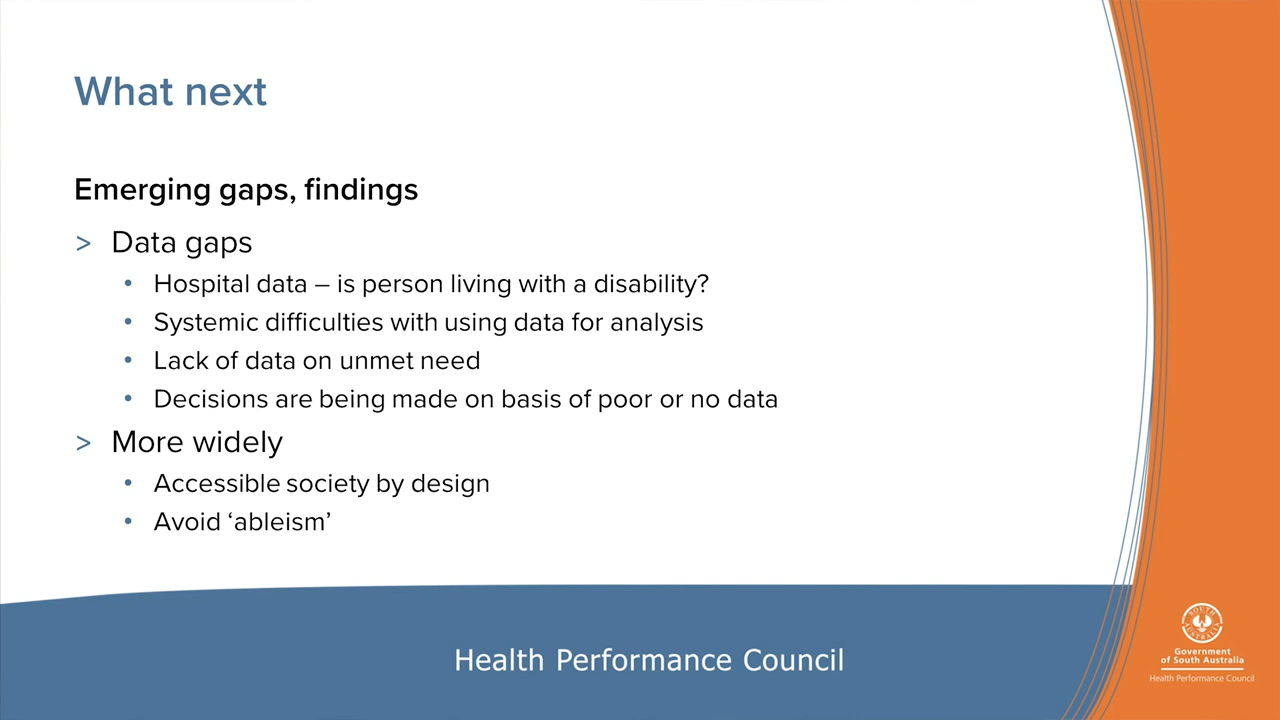 What next
Emerging gaps, findings
> Data gaps
• Hospital data – is person living with a disability?
• Systemic difficulties with using data for analysis
• Lack of data on unmet need
• Decisions are being made on basis of poor or no data
> More widely
• Accessible society by design
• Avoid ‘ableism’
Health Performance Council
SOUTH AUSTRALIA
Government
of South Australia
Health Performance Council